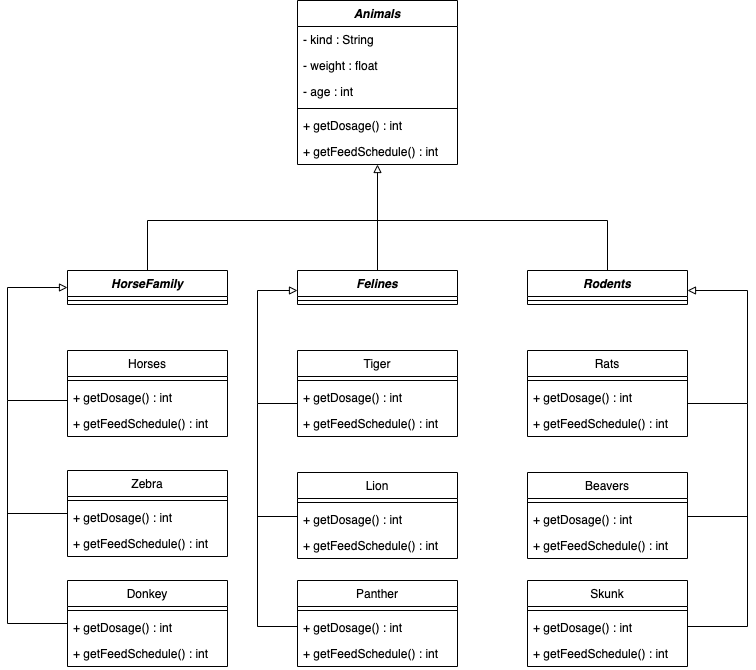 Animals
- kind : String
- weight : float
- age : int
+ getDosage() : int
+ getFeedSchedule() : int
HorseFamily
Felines
Rodents
Horses
+ getDosage() : int
+ getFeedSchedule() : int
Tiger
+ getDosage() : int
+ getFeedSchedule() : int
Rats
+ getDosage() : int
+ getFeedSchedule() : int
Zebra
+ getDosage() : int
+ getFeedSchedule() : int
Lion
+ getDosage() : int
+ getFeedSchedule() : int
Beavers
+ getDosage() : int
+ getFeedSchedule() : int
Donkey
+ getDosage() : int
+ getFeedSchedule() : int
Panther
+ getDosage() : int
+ getFeedSchedule() : int
Skunk
+ getDosage() : int
+ getFeedSchedule() : int